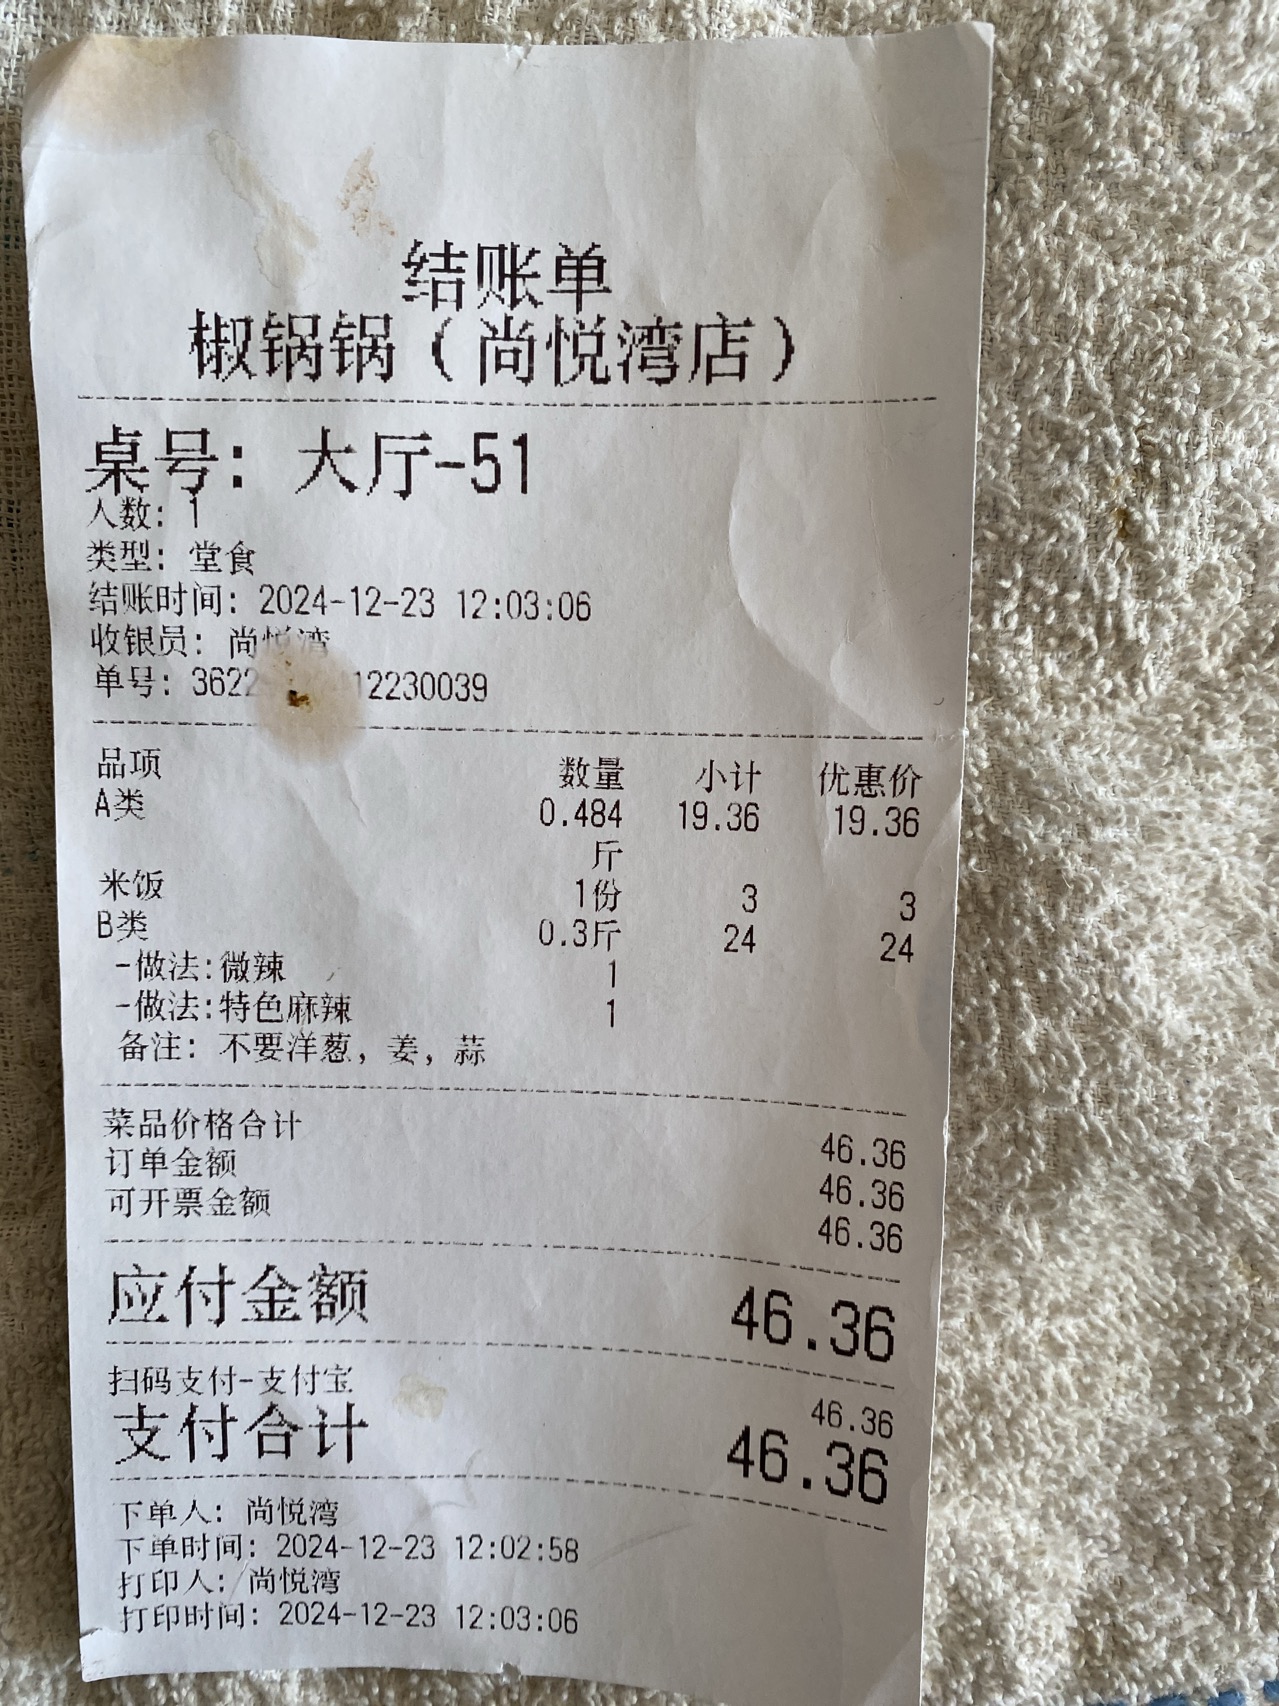 结账单
椒锅锅（尚悦湾店）
桌号: 大厅-51
人数: 1
类型: 堂食
结账时间: 2024-12-23 12:03:06
收银员: 尚悦湾
单号: 3622 12230039
品项 数量 小计 优惠价
A类 0.484 19.36 19.36
斤
米饭 1份 3 3
B类 0.3斤 24 24
-做法:微辣 1
-做法:特色麻辣 1
备注: 不要洋葱, 姜, 蒜
菜品价格合计 46.36
订单金额 46.36
可开票金额 46.36
应付金额 46.36
扫码支付-支付宝 46.36
支付合计 46.36
下单人: 尚悦湾
下单时间: 2024-12-23 12:02:58
打印人: 尚悦湾
打印时间: 2024-12-23 12:03:06